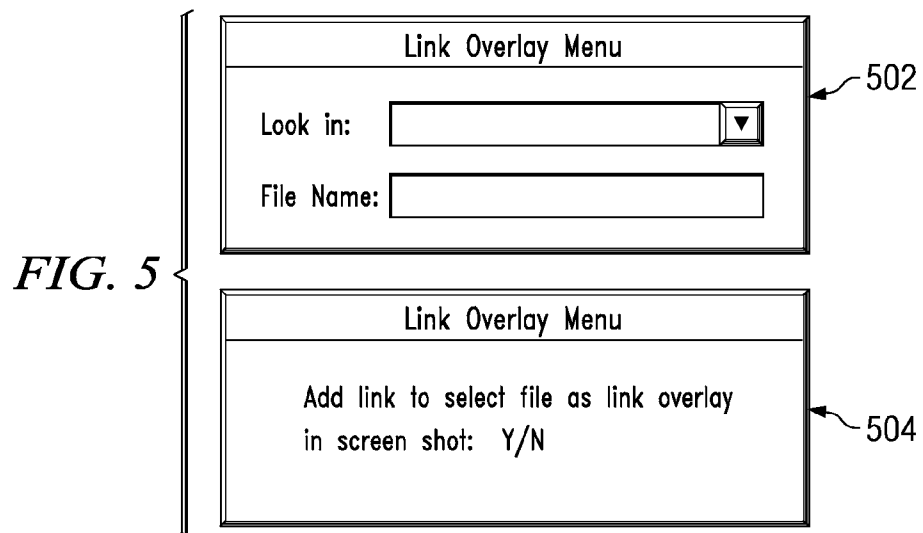 FIG. 5
Link Overlay Menu
502
Look in:
File Name:
Link Overlay Menu
Add link to select file as link overlay
in screen shot: Y/N
504